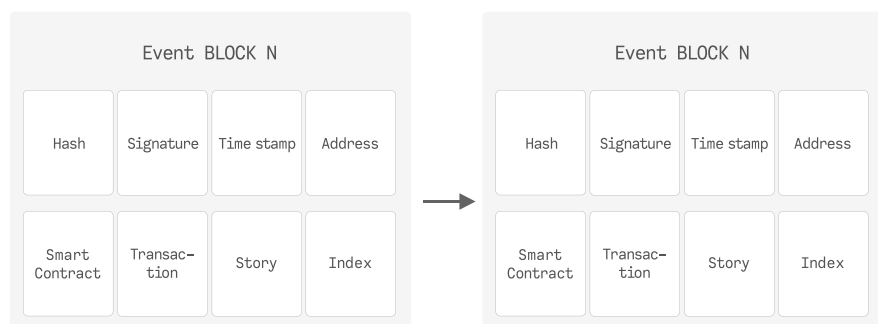 Event BLOCK N
Hash
Signature
Time stamp
Address
Smart
Contract
Transac-
tion
Story
Index
Event BLOCK N
Hash
Signature
Time stamp
Address
Smart
Contract
Transac-
tion
Story
Index